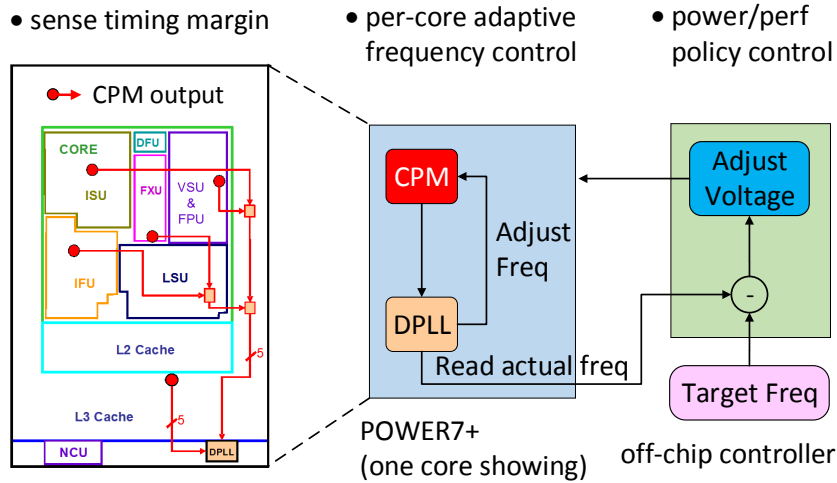 • sense timing margin
• per-core adaptive
frequency control
• power/perf
policy control
CPM output
CORE
DFU
ISU
FXU
VSU
&
FPU
IFU
LSU
L2 Cache
5
L3 Cache
5
NCU
DPLL
CPM
Adjust
Freq
DPLL
Read actual freq
POWER7+
(one core showing)
Adjust
Voltage
-
Target Freq
off-chip controller